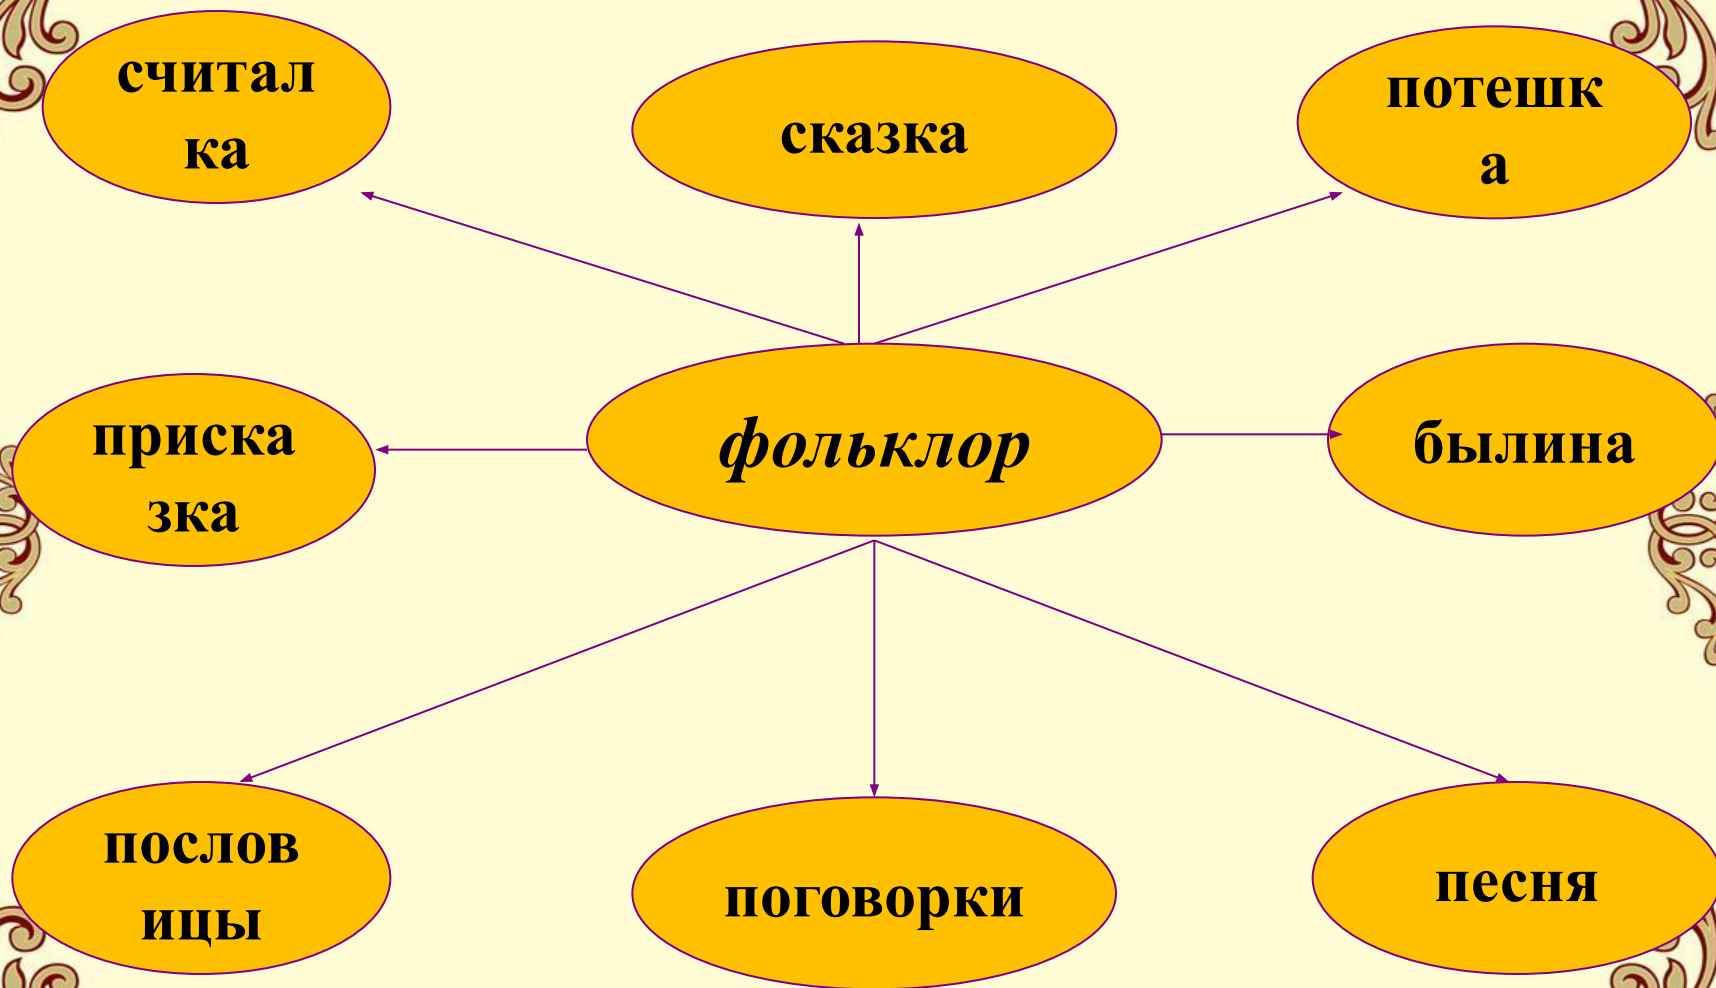 считал
ка
сказка
потешк
а
приска
зка
фольклор
былина
послов
ицы
поговорки
песня